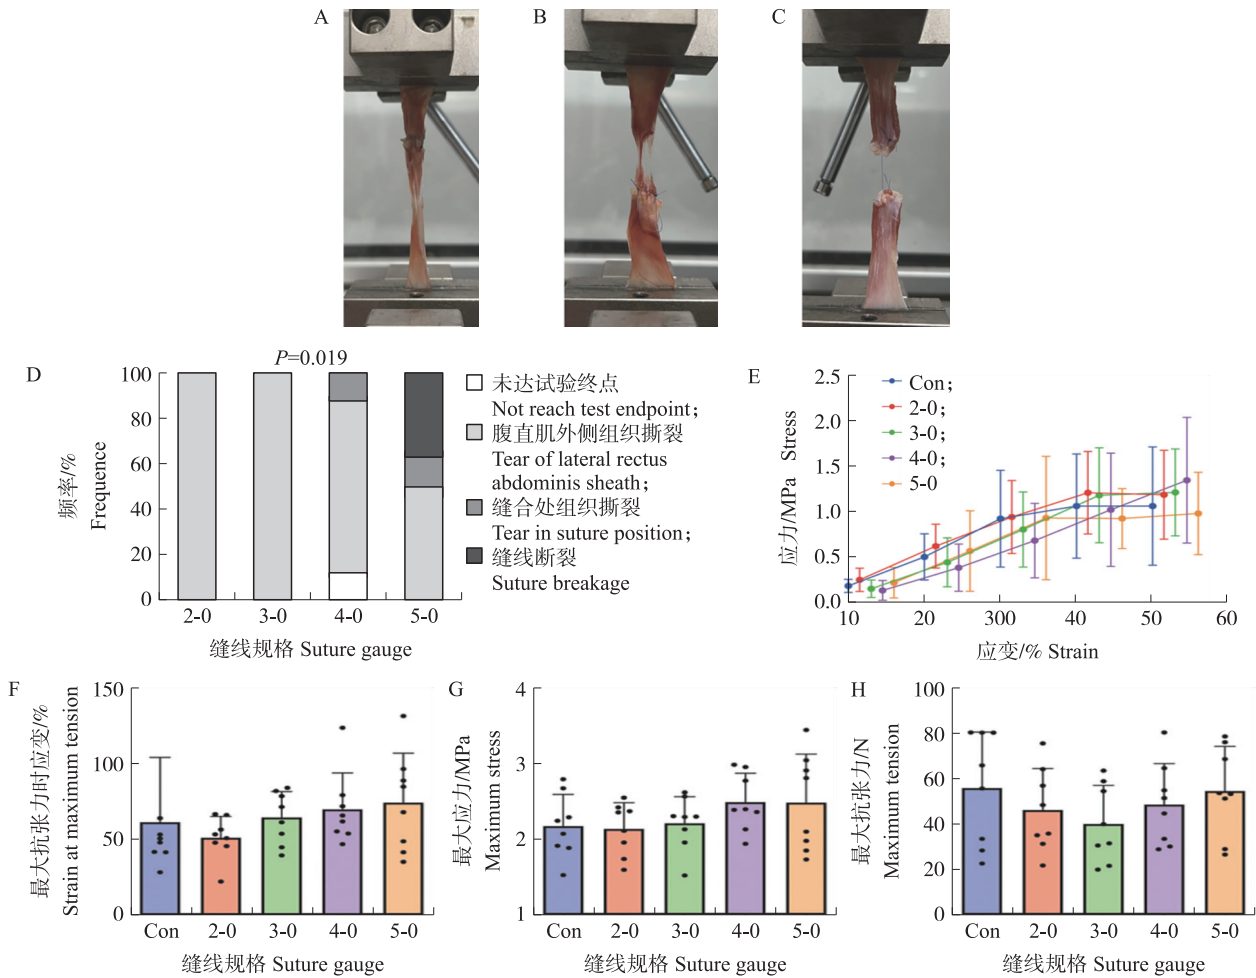 A
B
C
D
P=0.019
频率/%
Frequence
100
80
60
40
20
0
2-0
3-0
4-0
5-0
缝线规格 Suture gauge
未达试验终点
Not reach test endpoint;
腹直肌外侧组织撕裂
Tear of lateral rectus
abdominis sheath;
缝合处组织撕裂
Tear in suture position;
缝线断裂
Suture breakage
E
应力/MPa Stress
2.5
2.0
1.5
1.0
0.5
0.0
Con;
2-0;
3-0;
4-0;
5-0
10
20
300
40
50
60
应变/% Strain
F
最大抗张力时应变/%
Strain at maximum tension
150
100
50
0
Con
2-0
3-0
4-0
5-0
缝线规格 Suture gauge
G
最大应力/MPa
Maximum stress
4
3
2
1
Con
2-0
3-0
4-0
5-0
缝线规格 Suture gauge
H
最大抗张力/N
Maximum tension
100
80
60
40
20
0
Con
2-0
3-0
4-0
5-0
缝线规格 Suture gauge